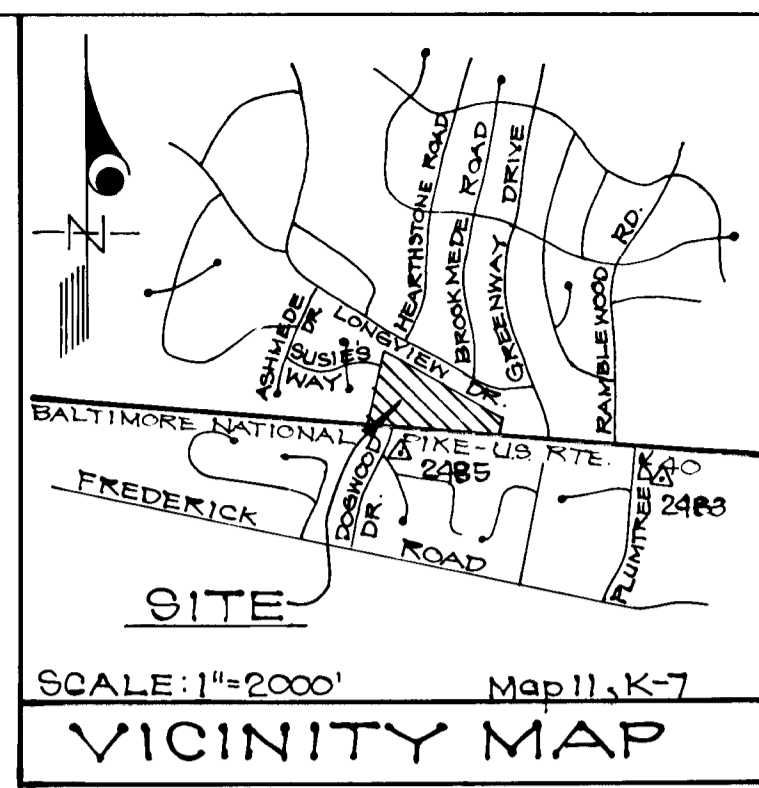 N
HEARTHSTONE ROAD
BROOKMEDE ROAD
GREENWAY DRIVE
RAMBLEWOOD RD.
ASHMEDE DR
LONGVIEW DR.
SUSIE'S
WAY
BALTIMORE NATIONAL PIKE-U.S. RTE. 40
2485
DOGWOOD DR.
PLUMTREE
FREDERICK ROAD
SITE
SCALE: 1"=2000' Map 11, K-7
VICINITY MAP